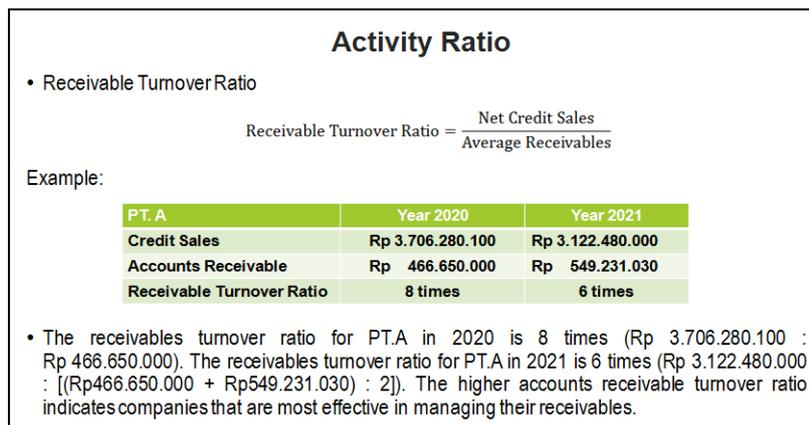 Activity Ratio
• Receivable Turnover Ratio
Receivable Turnover Ratio = Net Credit Sales / Average Receivables
Example:
PT. A Year 2020 Year 2021
Credit Sales Rp 3.706.280.100 Rp 3.122.480.000
Accounts Receivable Rp 466.650.000 Rp 549.231.030
Receivable Turnover Ratio 8 times 6 times
• The receivables turnover ratio for PT.A in 2020 is 8 times (Rp 3.706.280.100 :
Rp 466.650.000). The receivables turnover ratio for PT.A in 2021 is 6 times (Rp 3.122.480.000
: [(Rp466.650.000 + Rp549.231.030) : 2]). The higher accounts receivable turnover ratio
indicates companies that are most effective in managing their receivables.